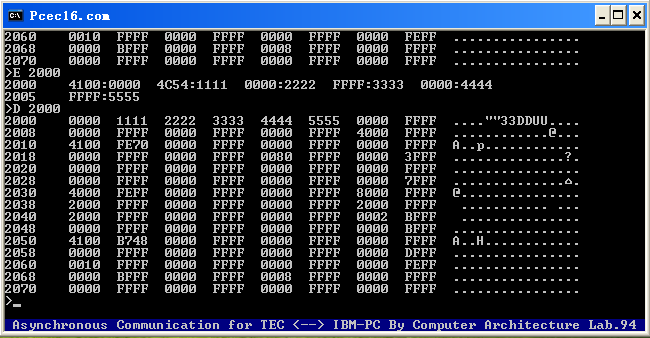 Pcec16.com
2060 0010 FFFF 0000 FFFF 0000 FFFF 0000 FEFF ................
2068 0000 BFFF 0000 FFFF 0008 FFFF 0000 FFFF ................
2070 0000 FFFF 0000 FFFF 0000 FFFF 0000 FFFF ................
>E 2000
2000 4100:0000 4C54:1111 0000:2222 FFFF:3333 0000:4444
2005 FFFF:5555
>D 2000
2000 0000 1111 2222 3333 4444 5555 0000 FFFF ....""33DDUU....
2008 0000 FFFF 0000 FFFF 0000 FFFF 4000 FFFF ............@...
2010 4100 FE70 0000 FFFF 0000 FFFF 0000 FFFF A..p............
2018 0000 FFFF 0000 FFFF 0080 FFFF 0000 3FFF ..............?.
2020 0000 FFFF 0000 FFFF 0000 FFFF 0000 FFFF ................
2028 0000 FFFF 0000 FFFF 0000 FFFF 0000 7FFF ..............⌂.
2030 4000 FFFF 0000 FFFF 0000 FFFF 8000 FFFF @...............
2038 2000 FFFF 0000 FFFF 0000 FFFF 2000 FFFF  ........... ...
2040 2000 FFFF 0000 FFFF 0000 FFFF 0002 BFFF  ...............
2048 0000 FFFF 0000 FFFF 0000 FFFF 0000 BFFF ................
2050 4100 B748 0000 FFFF 0000 FFFF 0000 FFFF A..H............
2058 0000 FFFF 0000 FFFF 0000 FFFF 0000 DFFF ................
2060 0010 FFFF 0000 FFFF 0000 FFFF 0000 FEFF ................
2068 0000 BFFF 0000 FFFF 0008 FFFF 0000 FFFF ................
2070 0000 FFFF 0000 FFFF 0000 FFFF 0000 FFFF ................
>_
Asynchronous Communication for TEC <--> IBM-PC By Computer Architecture Lab.94